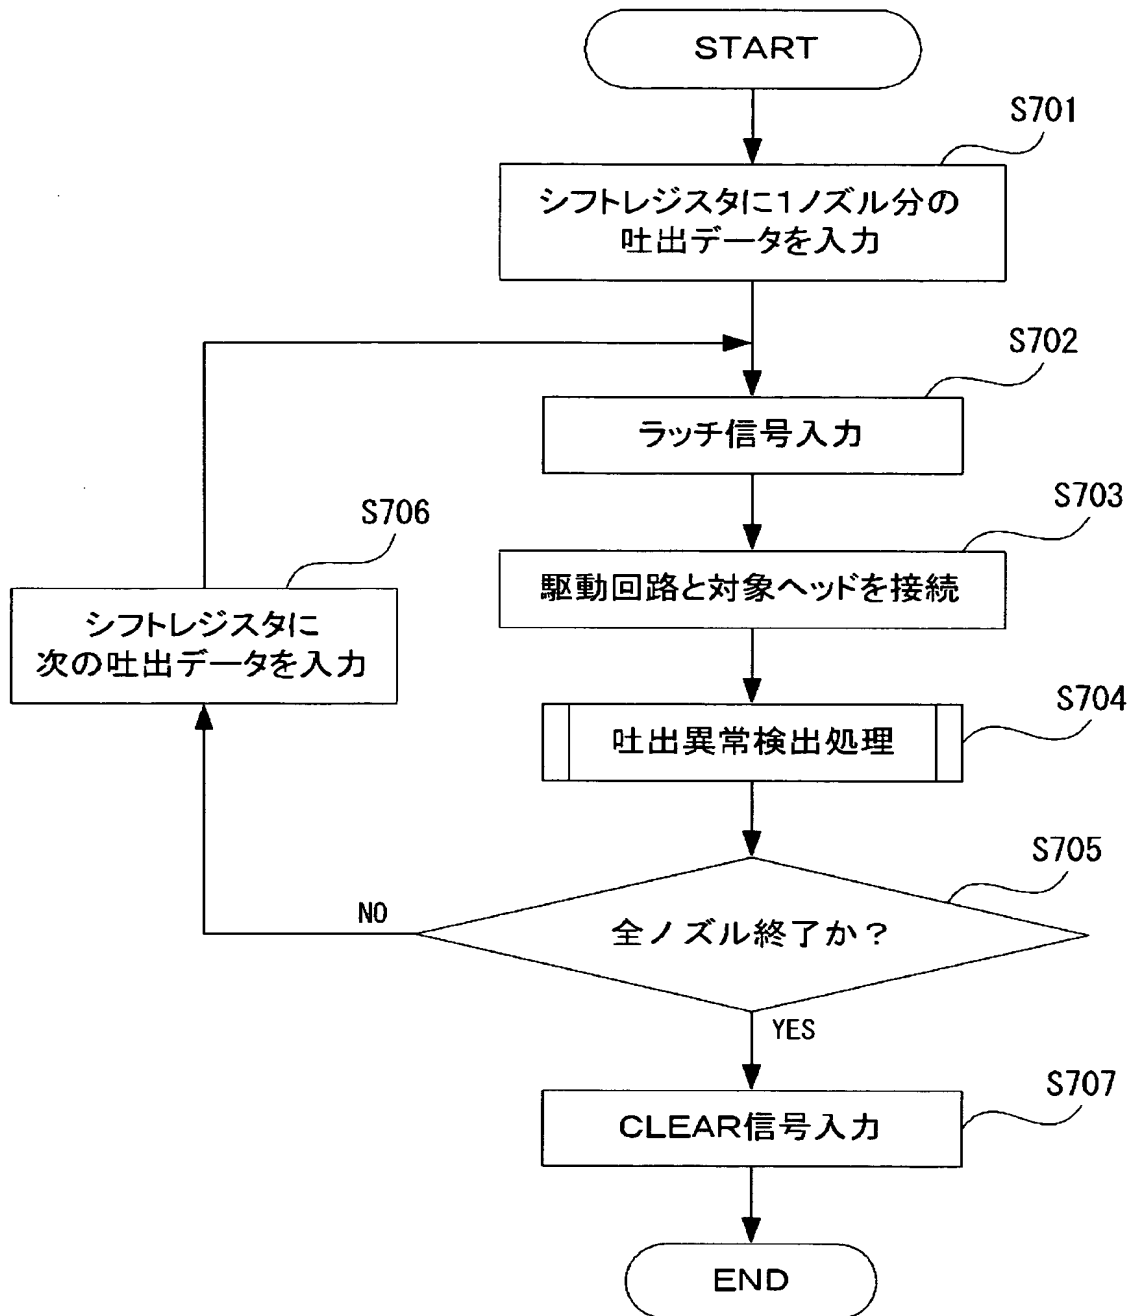 START
S701
シフトレジスタに1ノズル分の
吐出データを入力
S702
ラッチ信号入力
S703
駆動回路と対象ヘッドを接続
S706
シフトレジスタに
次の吐出データを入力
S704
吐出異常検出処理
S705
全ノズル終了か?
NO
YES
S707
CLEAR信号入力
END